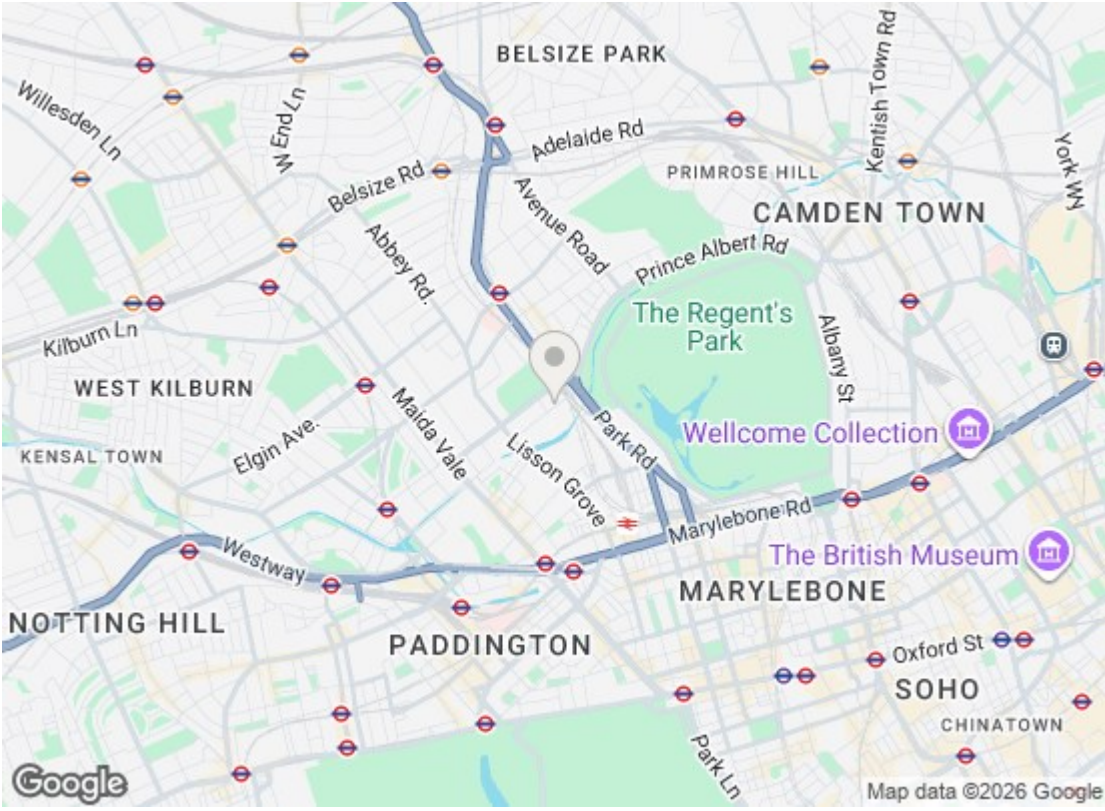 BELSIZE PARK
Willesden Ln
W End Ln
Adelaide Rd
Kentish Town Rd
York Wy
Belsize Rd
PRIMROSE HILL
Avenue Road
CAMDEN TOWN
Abbey Rd.
Prince Albert Rd
The Regent's
Park
Albany St
Kilburn Ln
WEST KILBURN
Maida Vale
Elgin Ave.
Park Rd
Wellcome Collection
KENSAL TOWN
Lisson Grove
Marylebone Rd
Westway
The British Museum
MARYLEBONE
NOTTING HILL
PADDINGTON
Oxford St
SOHO
CHINATOWN
Park Ln
Google
Map data ©2026 Google